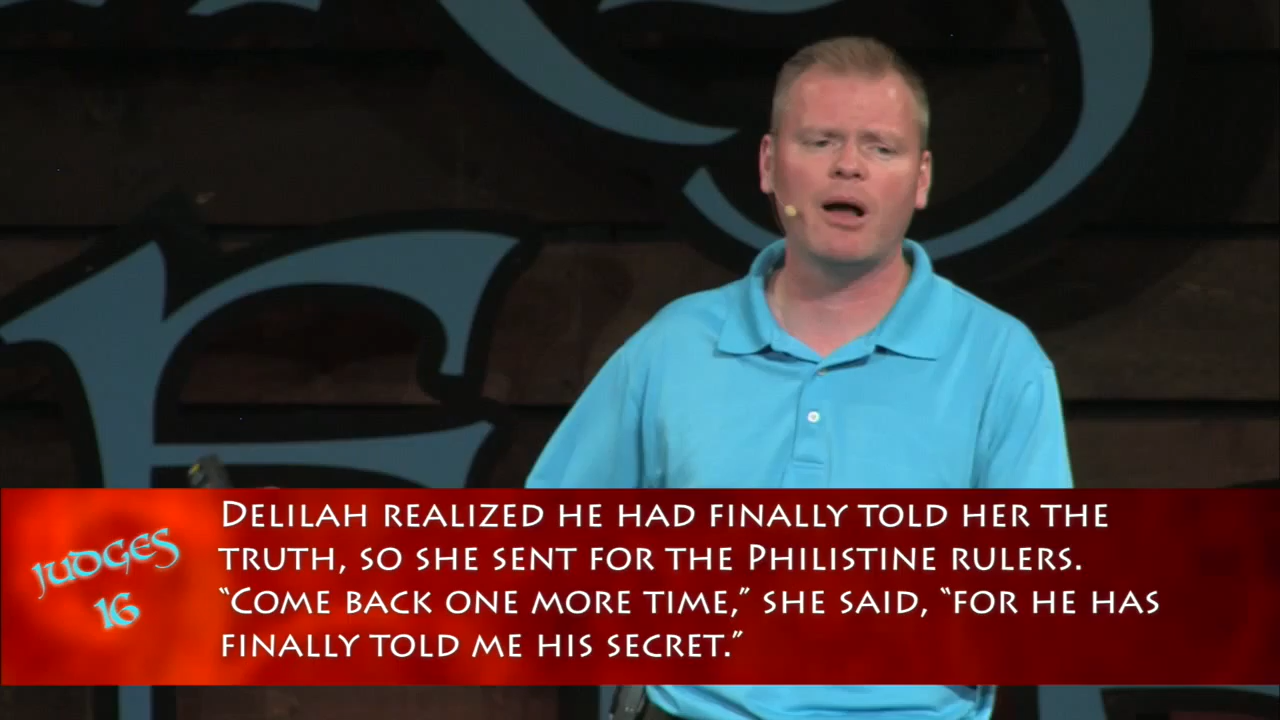 JUDGES
16
DELILAH REALIZED HE HAD FINALLY TOLD HER THE
TRUTH, SO SHE SENT FOR THE PHILISTINE RULERS.
“COME BACK ONE MORE TIME,” SHE SAID, “FOR HE HAS
FINALLY TOLD ME HIS SECRET.”